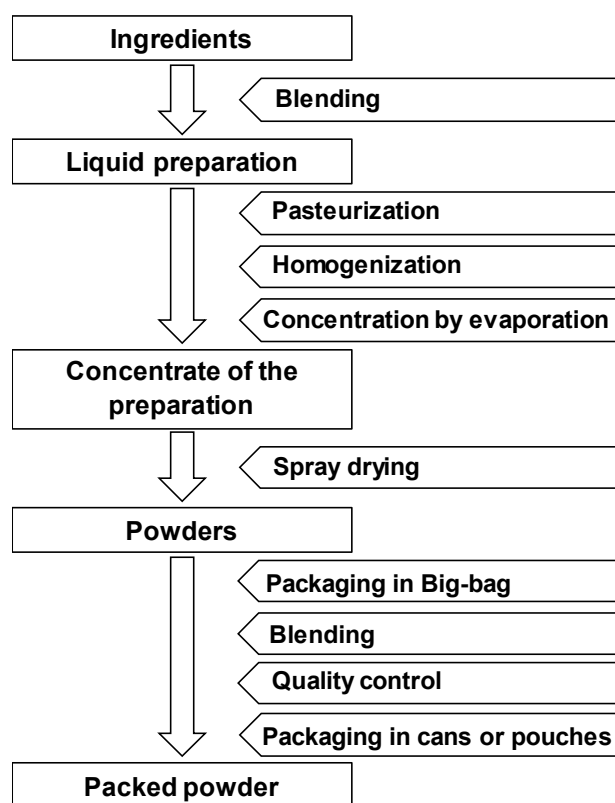 Ingredients
Blending
Liquid preparation
Pasteurization
Homogenization
Concentration by evaporation
Concentrate of the
preparation
Spray drying
Powders
Packaging in Big-bag
Blending
Quality control
Packaging in cans or pouches
Packed powder